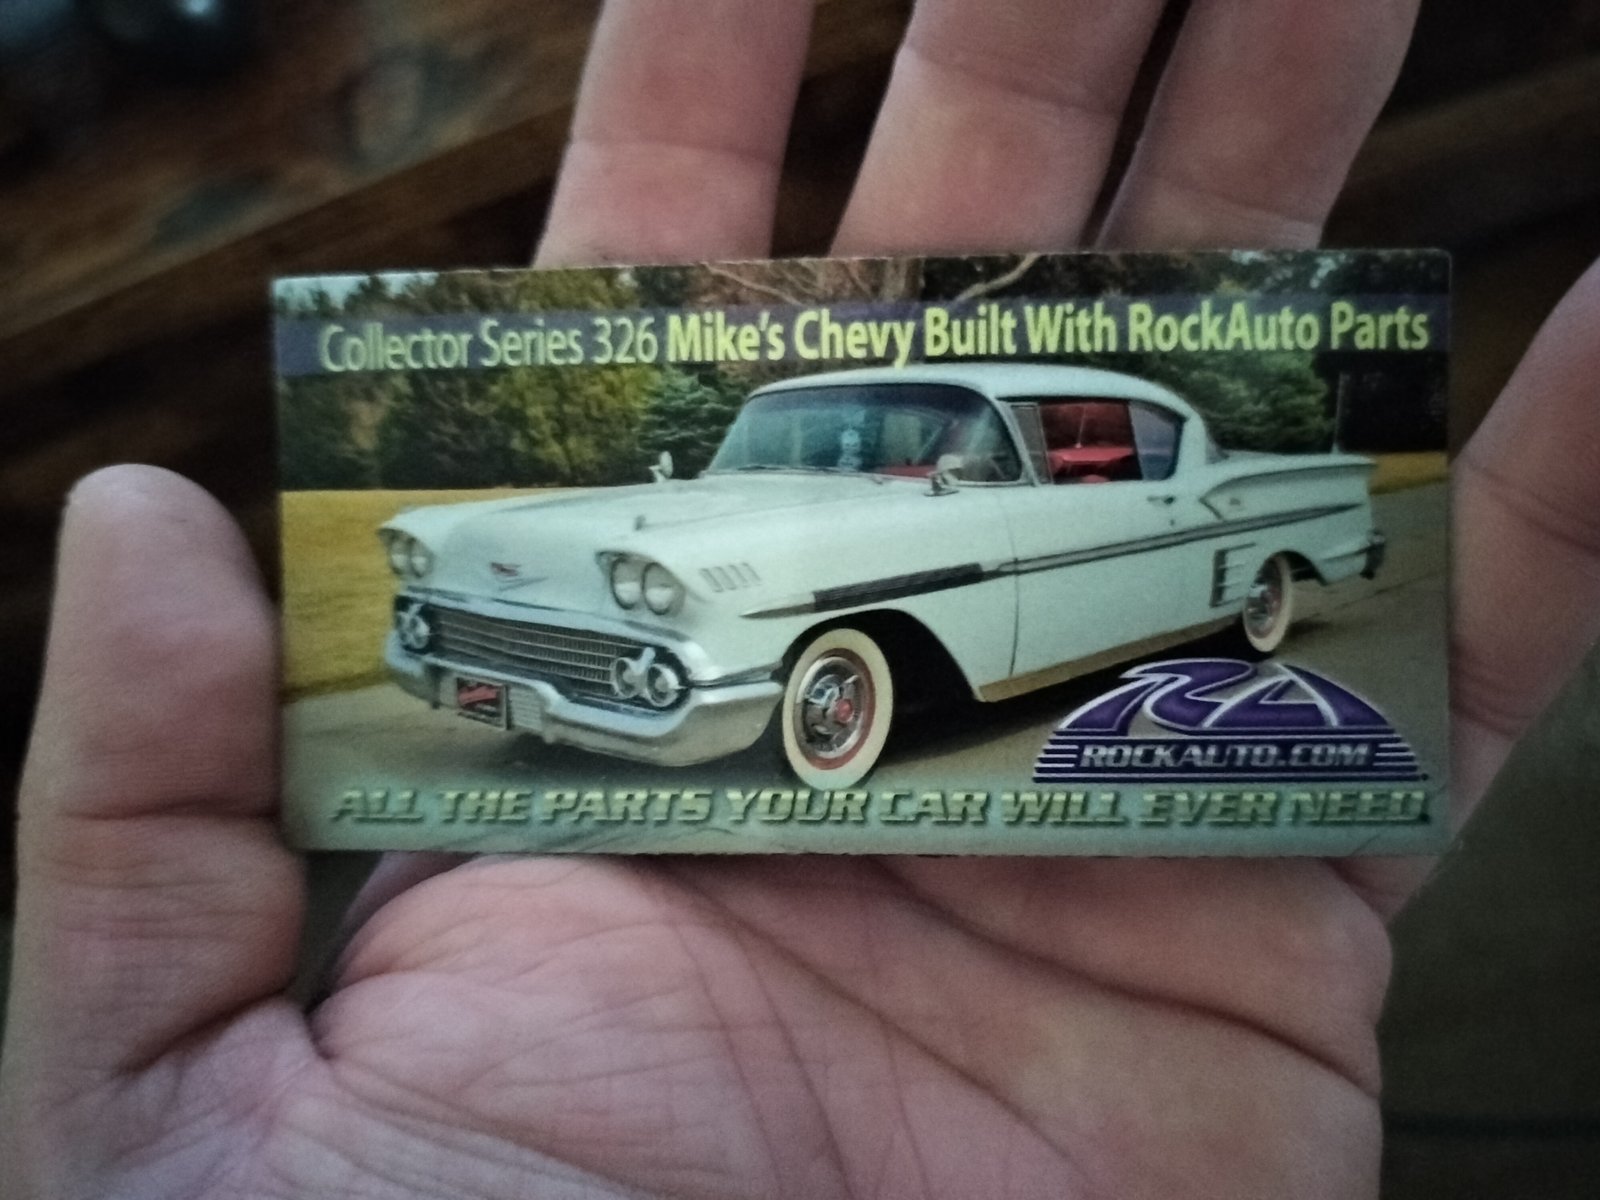 Collector Series 326 Mike's Chevy Built With RockAuto Parts
RA
ROCKAUTO.COM
ALL THE PARTS YOUR CAR WILL EVER NEED